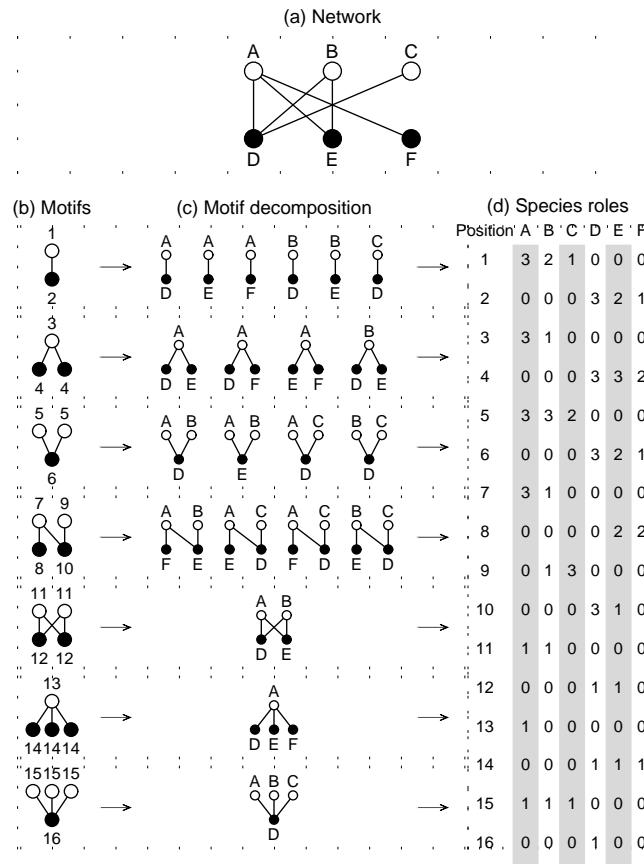 (a) Network
A B C
D E F
(b) Motifs
(c) Motif decomposition
(d) Species roles
Position A B C D E F
1
2
A A A B B C
D E F D E D
1 3 2 1 0 0 0
2 0 0 0 3 2 1
3
4 4
A A A B
D E D F E F D E
3 3 1 0 0 0 0
4 0 0 0 3 3 2
5 5
6
A B A B A C B C
D E D D
5 3 3 2 0 0 0
6 0 0 0 3 2 1
7 9
8 10
A B A C A C B C
F E E D F D E D
7 3 1 0 0 0 0
8 0 0 0 0 2 2
9 0 1 3 0 0 0
10 0 0 0 3 1 0
11 11
12 12
A B
D E
11 1 1 0 0 0 0
12 0 0 0 1 1 0
13
14 14 14
A
D E F
13 1 0 0 0 0 0
14 0 0 0 1 1 1
15 15 15
16
A B C
D
15 1 1 1 0 0 0
16 0 0 0 1 0 0